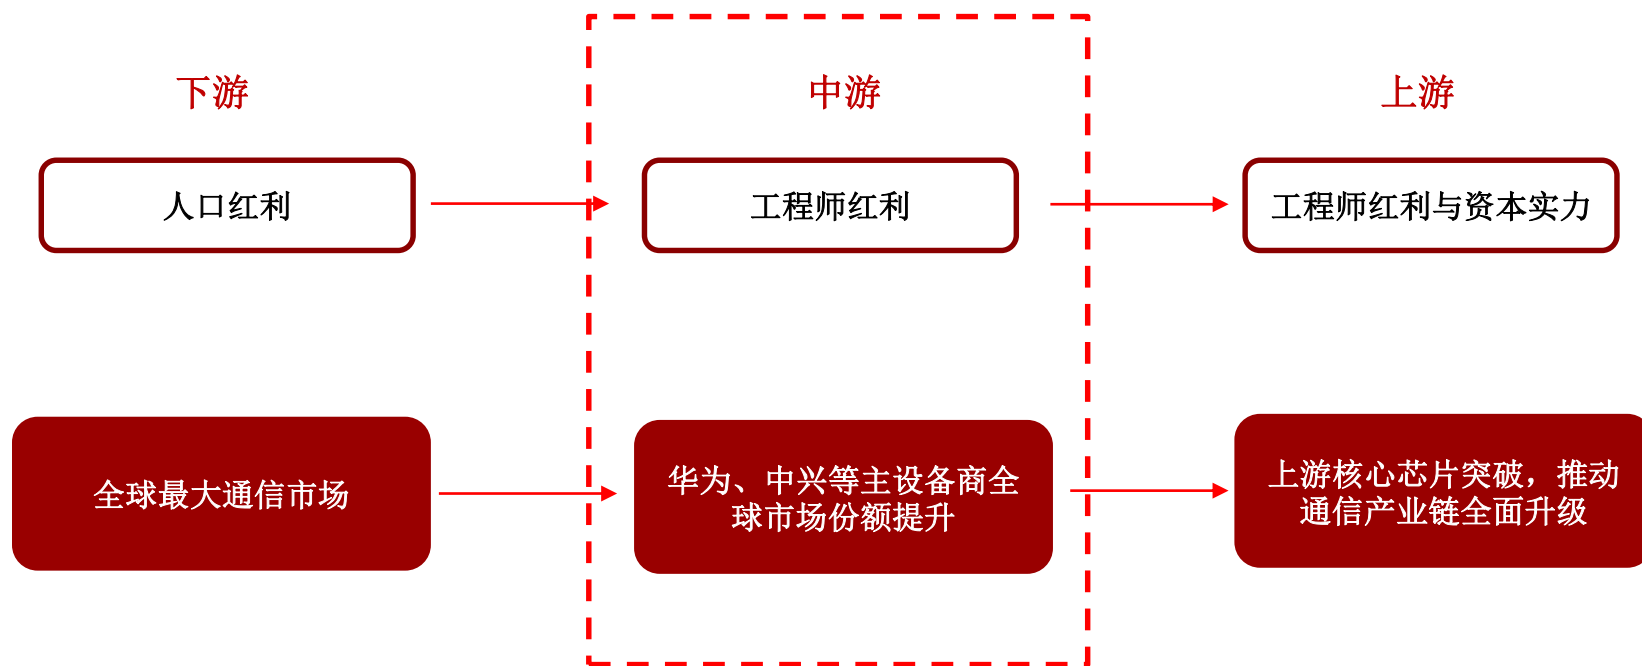 下游
中游
上游
人口红利
工程师红利
工程师红利与资本实力
全球最大通信市场
华为、中兴等主设备商全
球市场份额提升
上游核心芯片突破，推动
通信产业链全面升级